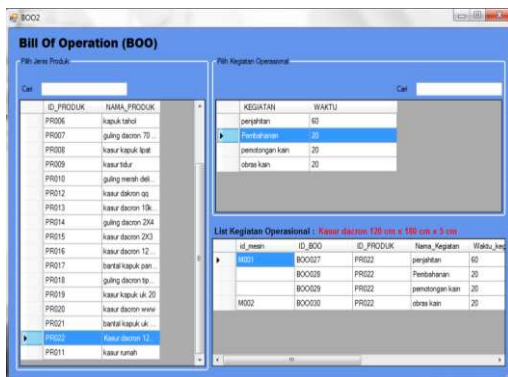 BOO2
Bill Of Operation (BOO)
Pilih Jenis Produk
Cari
ID_PRODUK NAMA_PRODUK
PR006 kapuk tahol
PR007 guling dacron 70 ...
PR008 kasur kapuk lipat
PR009 kasur tidur
PR010 guling merah deli...
PR012 kasur dakron qq
PR013 kasur dacron 10k...
PR014 guling dacron 2X4
PR015 kasur dacron 2X3
PR016 kasur dacron 12 ...
PR017 bantal kapuk pan...
PR018 guling dacron tip...
PR019 kasur kapuk uk 20
PR020 kasur dacron www
PR021 bantal kapuk uk ...
PR022 Kasur dacron 12...
PR011 kasur rumah
Pilih Kegiatan Operasional
Cari
KEGIATAN WAKTU
penjahitan 60
Pembahanan 20
pemotongan kain 20
obras kain 20
List Kegiatan Operasional : Kasur dacron 120 cm x 180 cm x 5 cm
id_mesin ID_BOO ID_PRODUK Nama_Kegiatan Waktu_keg
M001 BOO027 PR022 penjahitan 60
BOO028 PR022 Pembahanan 20
BOO029 PR022 pemotongan kain 20
M002 BOO030 PR022 obras kain 20